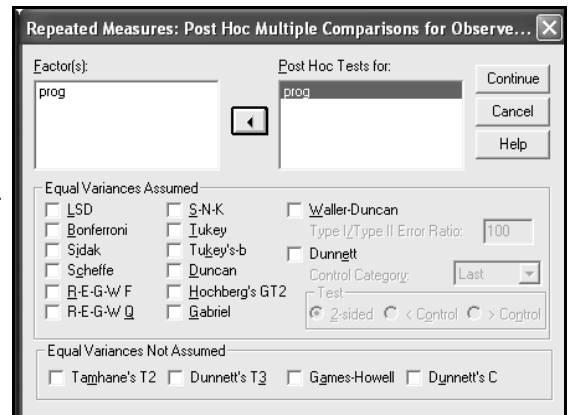 Repeated Measures: Post Hoc Multiple Comparisons for Observe...
Factor(s):
prog
Post Hoc Tests for:
prog
Continue
Cancel
Help
Equal Variances Assumed
LSD
Bonferroni
Sidak
Scheffe
R-E-G-W F
R-E-G-W Q
S-N-K
Tukey
Tukey's-b
Duncan
Hochberg's GT2
Gabriel
Waller-Duncan
Type I/Type II Error Ratio: 100
Dunnett
Control Category: Last
Test
2-sided < Control > Control
Equal Variances Not Assumed
Tamhane's T2 Dunnett's T3 Games-Howell Dunnett's C